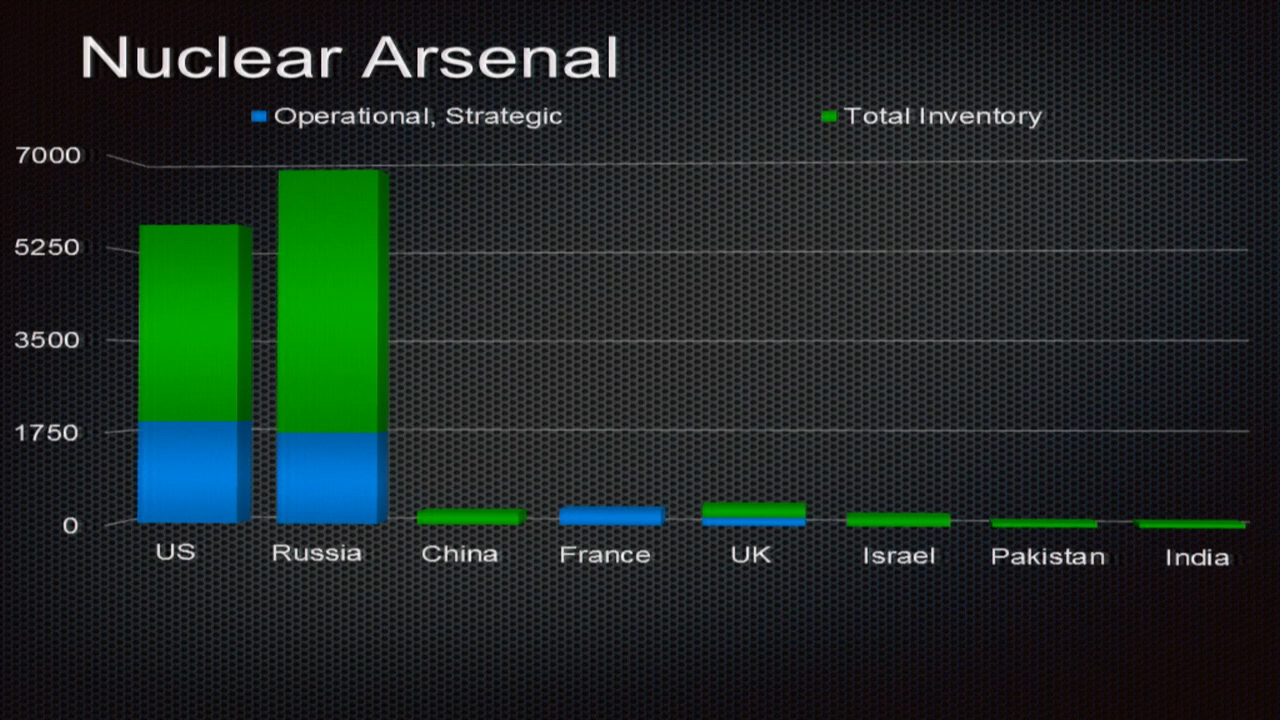 Nuclear Arsenal
Operational, Strategic Total Inventory
7000
5250
3500
1750
0
US Russia China France UK Israel Pakistan India